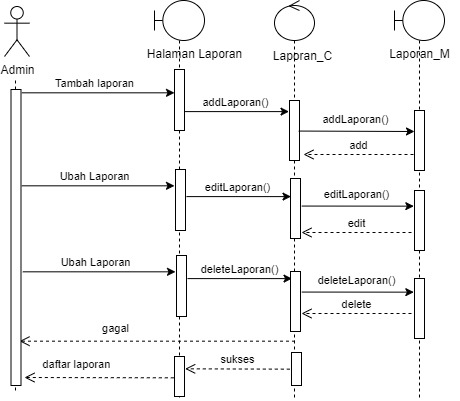 Admin
Halaman Laporan
Laporan_C
Laporan_M
Tambah laporan
addLaporan()
addLaporan()
add
Ubah Laporan
editLaporan()
editLaporan()
edit
Ubah Laporan
deleteLaporan()
deleteLaporan()
delete
gagal
sukses
daftar laporan